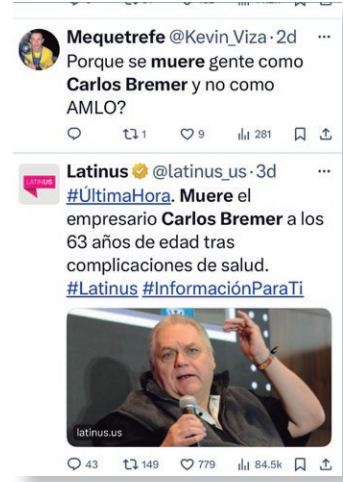 Mequetrefe @Kevin_Viza · 2d ...
Porque se muere gente como
Carlos Bremer y no como
AMLO?
1 9 281
LATINUS
Latinus @latinus_us · 3d ...
#ÚltimaHora. Muere el
empresario Carlos Bremer a los
63 años de edad tras
complicaciones de salud.
#Latinus #InformaciónParaTi
latinus.us
43 149 779 84.5k